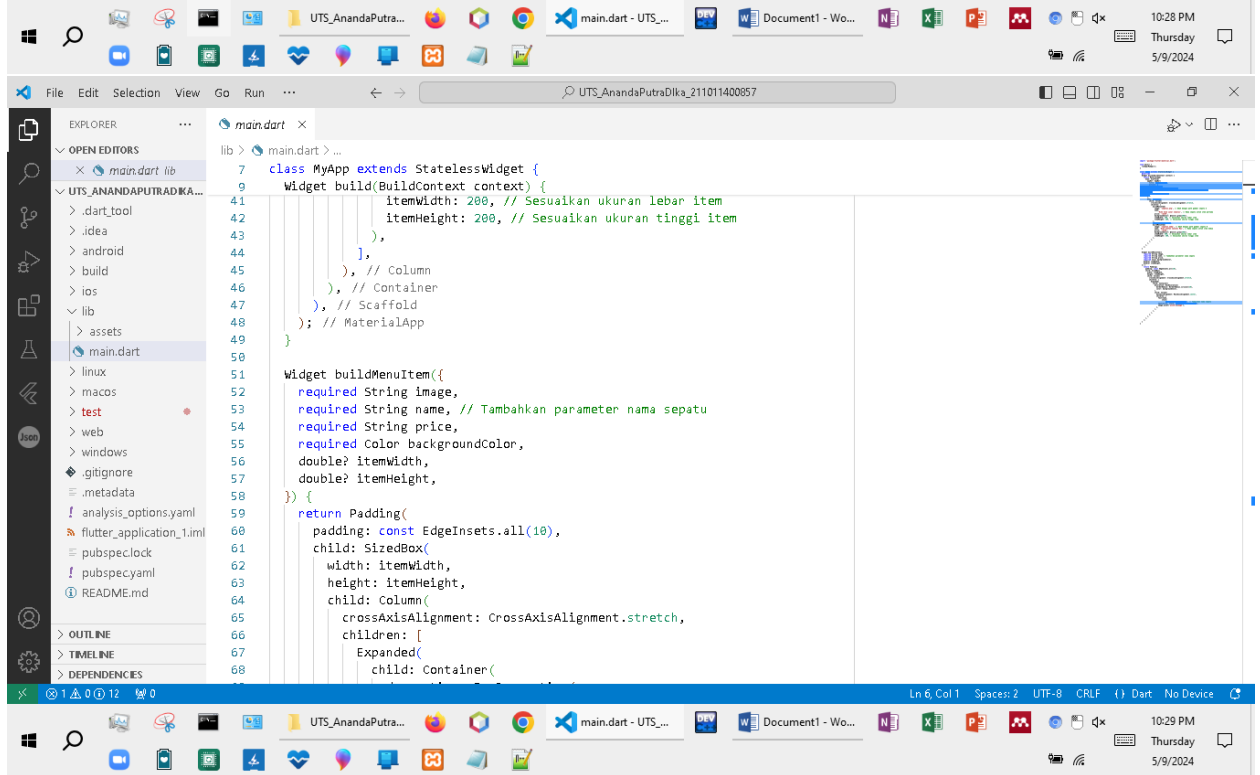 UTS_AnandaPutra...
main.dart - UTS_...
DEV
Document1 - Wo...
10:28 PM
Thursday
5/9/2024
File Edit Selection View Go Run ...
UTS_AnandaPutraDIka_211011400857
EXPLORER
main.dart
OPEN EDITORS
lib > main.dart > ...
main.dart lib
UTS_ANANDAPUTRADIKA...
.dart_tool
.idea
android
build
ios
lib
assets
main.dart
linux
macos
test
web
windows
.gitignore
.metadata
analysis_options.yaml
flutter_application_1.iml
pubspec.lock
pubspec.yaml
README.md
OUTLINE
TIMELINE
DEPENDENCIES
Json
7 class MyApp extends StatelessWidget {
9 Widget build(BuildContext context) {
41 itemWidth: 200, // Sesuaikan ukuran lebar item
42 itemHeight: 200, // Sesuaikan ukuran tinggi item
43 ),
44 ],
45 ), // Column
46 ), // Container
47 ), // Scaffold
48 ); // MaterialApp
49 }
50
51 Widget buildMenuItem({
52 required String image,
53 required String name, // Tambahkan parameter nama sepatu
54 required String price,
55 required Color backgroundColor,
56 double? itemWidth,
57 double? itemHeight,
58 }) {
59 return Padding(
60 padding: const EdgeInsets.all(10),
61 child: SizedBox(
62 width: itemWidth,
63 height: itemHeight,
64 child: Column(
65 crossAxisAlignment: CrossAxisAlignment.stretch,
66 children: [
67 Expanded(
68 child: Container(
1 0 12 0
Ln 6, Col 1 Spaces: 2 UTF-8 CRLF {} Dart No Device
UTS_AnandaPutra...
main.dart - UTS_...
DEV
Document1 - Wo...
10:29 PM
Thursday
5/9/2024